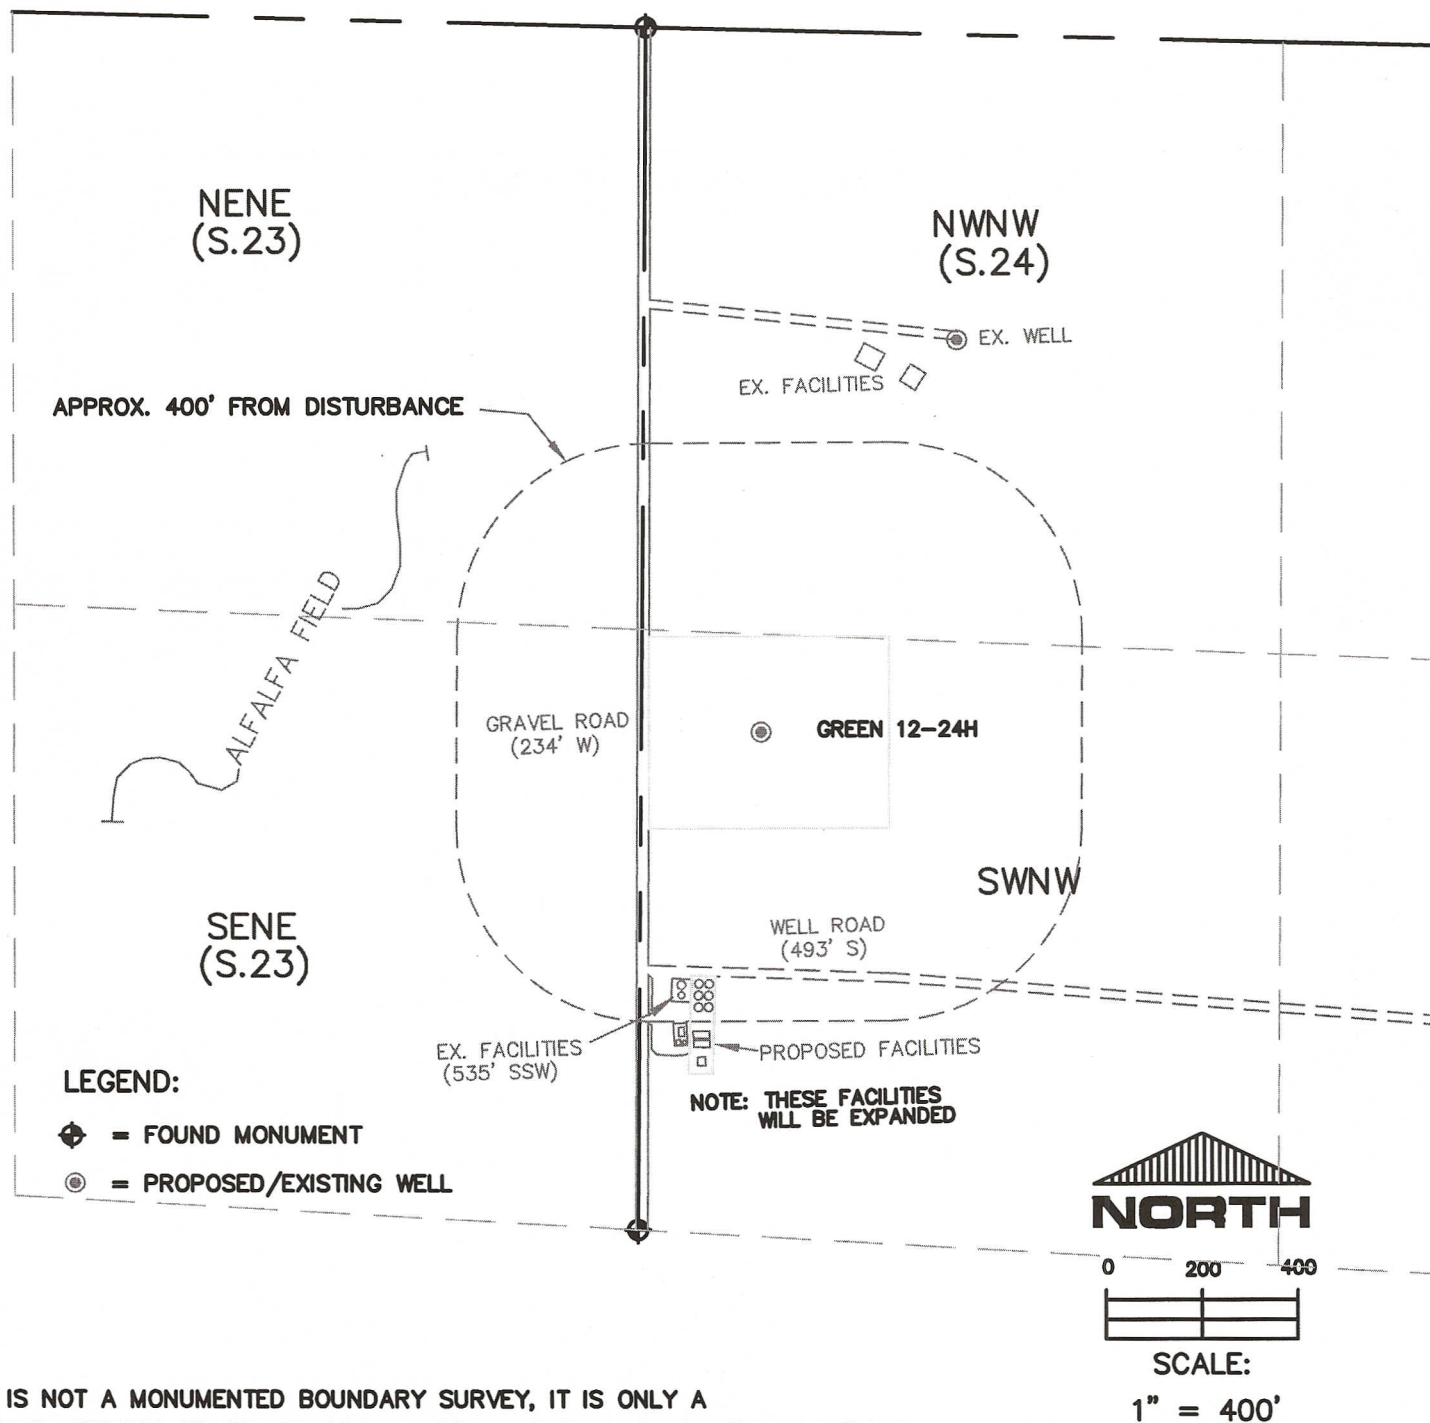 NENE
(S.23)
NWNW
(S.24)
EX. WELL
EX. FACILITIES
APPROX. 400' FROM DISTURBANCE
ALFALFA FIELD
GRAVEL ROAD
(234' W)
GREEN 12-24H
SWNW
SENE
(S.23)
WELL ROAD
(493' S)
EX. FACILITIES
(535' SSW)
PROPOSED FACILITIES
NOTE: THESE FACILITIES
WILL BE EXPANDED
LEGEND:
= FOUND MONUMENT
= PROPOSED/EXISTING WELL
NORTH
0 200 400
SCALE:
1" = 400'
IS NOT A MONUMENTED BOUNDARY SURVEY, IT IS ONLY A